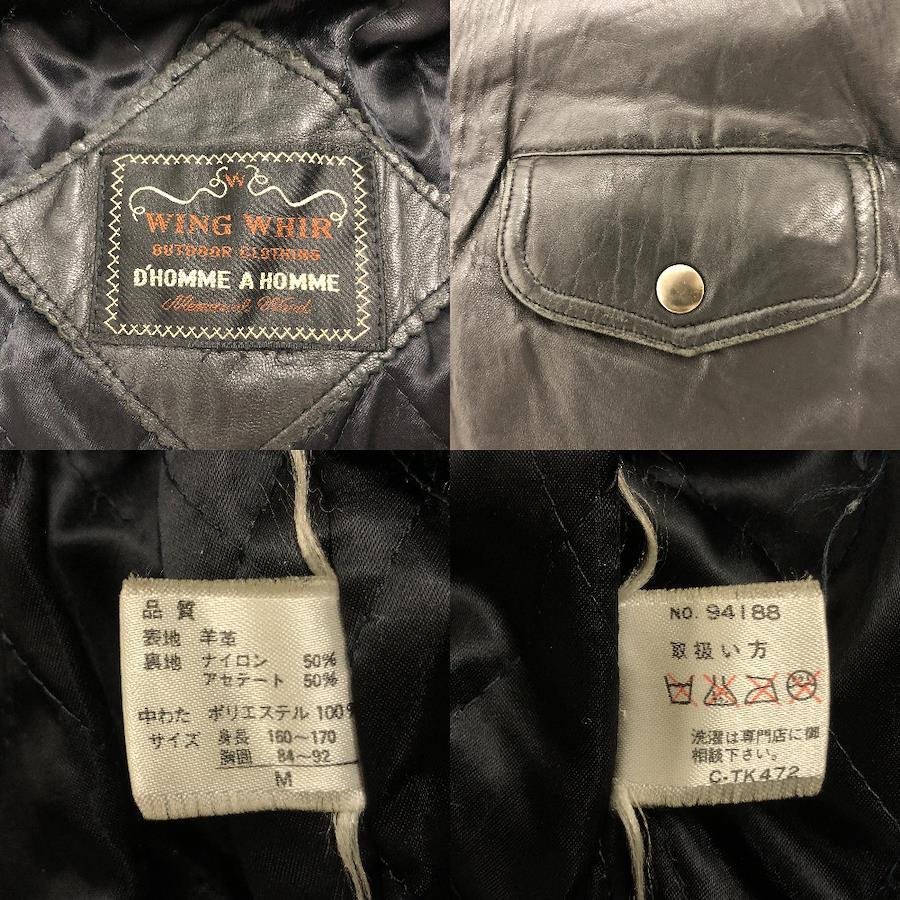 W
WING WHIR
OUTDOOR CLOTHING
D'HOMME A HOMME
品質
表地 羊革
裏地 ナイロン 50%
アセテート 50%
中わた ポリエステル 100%
サイズ 身長 160〜170
胸囲 84〜92
M
NO. 94188
取扱い方
洗濯は専門店に御
相談下さい。
C-TK472